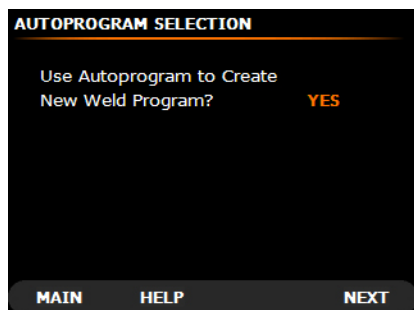 AUTOPROGRAM SELECTION
Use Autoprogram to Create
New Weld Program? YES
MAIN HELP NEXT